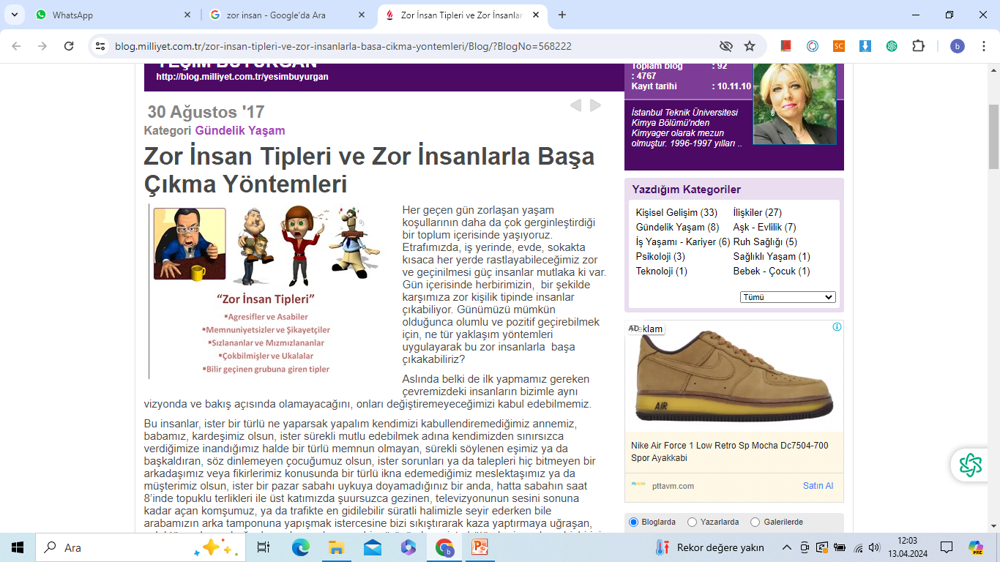 WhatsApp
zor insan - Google'da Ara
Zor İnsan Tipleri ve Zor İnsanlar
blog.milliyet.com.tr/zor-insan-tipleri-ve-zor-insanlarla-basa-cikma-yontemleri/Blog/?BlogNo=568222
YEŞİM BUYURGAN
http://blog.milliyet.com.tr/yesimbuyurgan
Toplam blog : 92
: 4767
Kayıt tarihi : 10.11.10
İstanbul Teknik Üniversitesi
Kimya Bölümü'nden
Kimyager olarak mezun
olmuştur. 1996-1997 yılları ..
30 Ağustos '17
Kategori Gündelik Yaşam
Zor İnsan Tipleri ve Zor İnsanlarla Başa
Çıkma Yöntemleri
“Zor İnsan Tipleri”
▪Agresifler ve Asabiler
▪Memnuniyetsizler ve Şikayetçiler
▪Sızlananlar ve Mızmızlananlar
▪Çokbilmişler ve Ukalalar
▪Bilir geçinen grubuna giren tipler
Her geçen gün zorlaşan yaşam
koşullarının daha da çok gerginleştirdiği
bir toplum içerisinde yaşıyoruz.
Etrafımızda, iş yerinde, evde, sokakta
kısaca her yerde rastlayabileceğimiz zor
ve geçinilmesi güç insanlar mutlaka ki var.
Gün içerisinde herbirimizin, bir şekilde
karşımıza zor kişilik tipinde insanlar
çıkabiliyor. Günümüzü mümkün
olduğunca olumlu ve pozitif geçirebilmek
için, ne tür yaklaşım yöntemleri
uygulayarak bu zor insanlarla başa
çıkakabiliriz?
Aslında belki de ilk yapmamız gereken
çevremizdeki insanların bizimle aynı
vizyonda ve bakış açısında olamayacağını, onları değiştiremeyeceğimizi kabul edebilmemiz.
Bu insanlar, ister bir türlü ne yaparsak yapalım kendimizi kabullendiremediğimiz annemiz,
babamız, kardeşimiz olsun, ister sürekli mutlu edebilmek adına kendimizden sınırsızca
verdiğimize inandığımız halde bir türlü memnun olmayan, sürekli söylenen eşimiz ya da
başkaldıran, söz dinlemeyen çocuğumuz olsun, ister sorunları ya da talepleri hiç bitmeyen bir
arkadaşımız veya fikirlerimiz konusunda bir türlü ikna edemediğimiz meslektaşımız ya da
müşterimiz olsun, ister bir pazar sabahı uykuya doyamadığınız bir anda, hatta sabahın saat
8’inde topuklu terlikleri ile üst katımızda şuursuzca gezinen, televizyonunun sesini sonuna
kadar açan komşumuz, ya da trafikte en gidilebilir süratli halimizle seyir ederken bile
arabamızın arka tamponuna yapışmak istercesine bizi sıkıştırarak kaza yaptırmaya uğraşan,
Yazdığım Kategoriler
Kişisel Gelişim (33) İlişkiler (27)
Gündelik Yaşam (8) Aşk - Evlilik (7)
İş Yaşamı - Kariyer (6) Ruh Sağlığı (5)
Psikoloji (3) Sağlıklı Yaşam (1)
Teknoloji (1) Bebek - Çocuk (1)
Tümü
Reklam
AIR
Nike Air Force 1 Low Retro Sp Mocha Dc7504-700
Spor Ayakkabi
pttavm.com Satın Al
Bloglarda Yazarlarda Galerilerde
Ara
Rekor değere yakın
12:03
13.04.2024